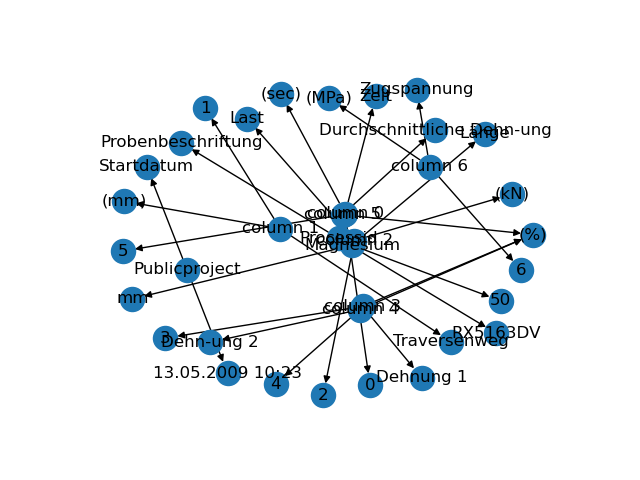 Zugspannung
(sec)
(MPa)
Zeit
1
Last
Durchschnittliche Dehn-ung
Länge
Probenbeschriftung
Startdatum
column 6
(kN)
(mm)
column 0
column 5
column 1
(%)
Processid
column 2
Magnesium
5
Publicproject
6
mm
50
column 3
column 4
RX5163DV
3
Dehn-ung 2
Traversenweg
13.05.2009 10:23
Dehnung 1
4
0
2